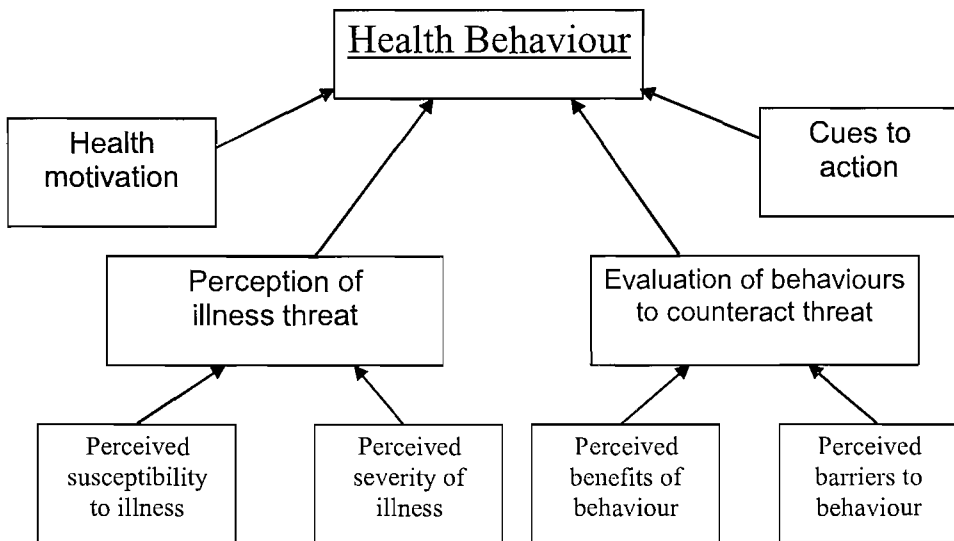 Health Behaviour
Health
motivation
Cues to
action
Perception of
illness threat
Evaluation of behaviours
to counteract threat
Perceived
susceptibility
to illness
Perceived
severity of
illness
Perceived
benefits of
behaviour
Perceived
barriers to
behaviour